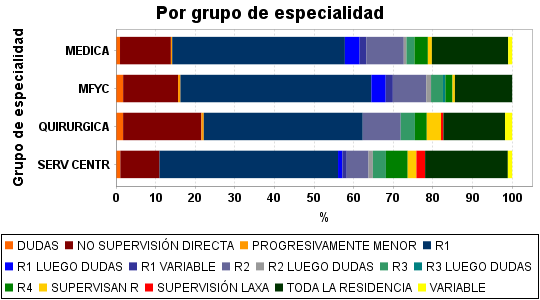 Por grupo de especialidad
Grupo de especialidad
MEDICA
MFYC
QUIRURGICA
SERV CENTR
0 10 20 30 40 50 60 70 80 90 100
%
DUDAS NO SUPERVISIÓN DIRECTA PROGRESIVAMENTE MENOR R1
R1 LUEGO DUDAS R1 VARIABLE R2 R2 LUEGO DUDAS R3 R3 LUEGO DUDAS
R4 SUPERVISAN R SUPERVISIÓN LAXA TODA LA RESIDENCIA VARIABLE